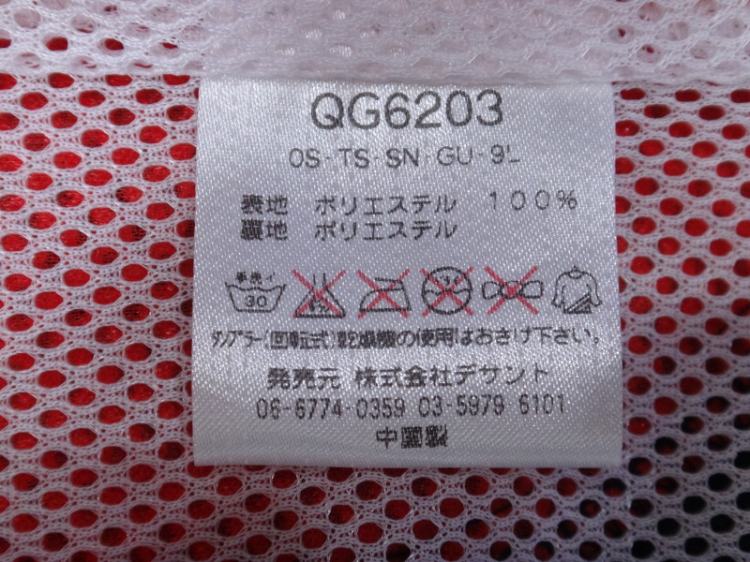 QG6203
OS-TS-SN-GU-9L
表地 ポリエステル 100%
裏地 ポリエステル
手洗イ
30
タンブラー(回転式)乾燥機の使用はおさけ下さい。
発売元 株式会社デサント
06-6774-0359 03-5979 6101
中國製